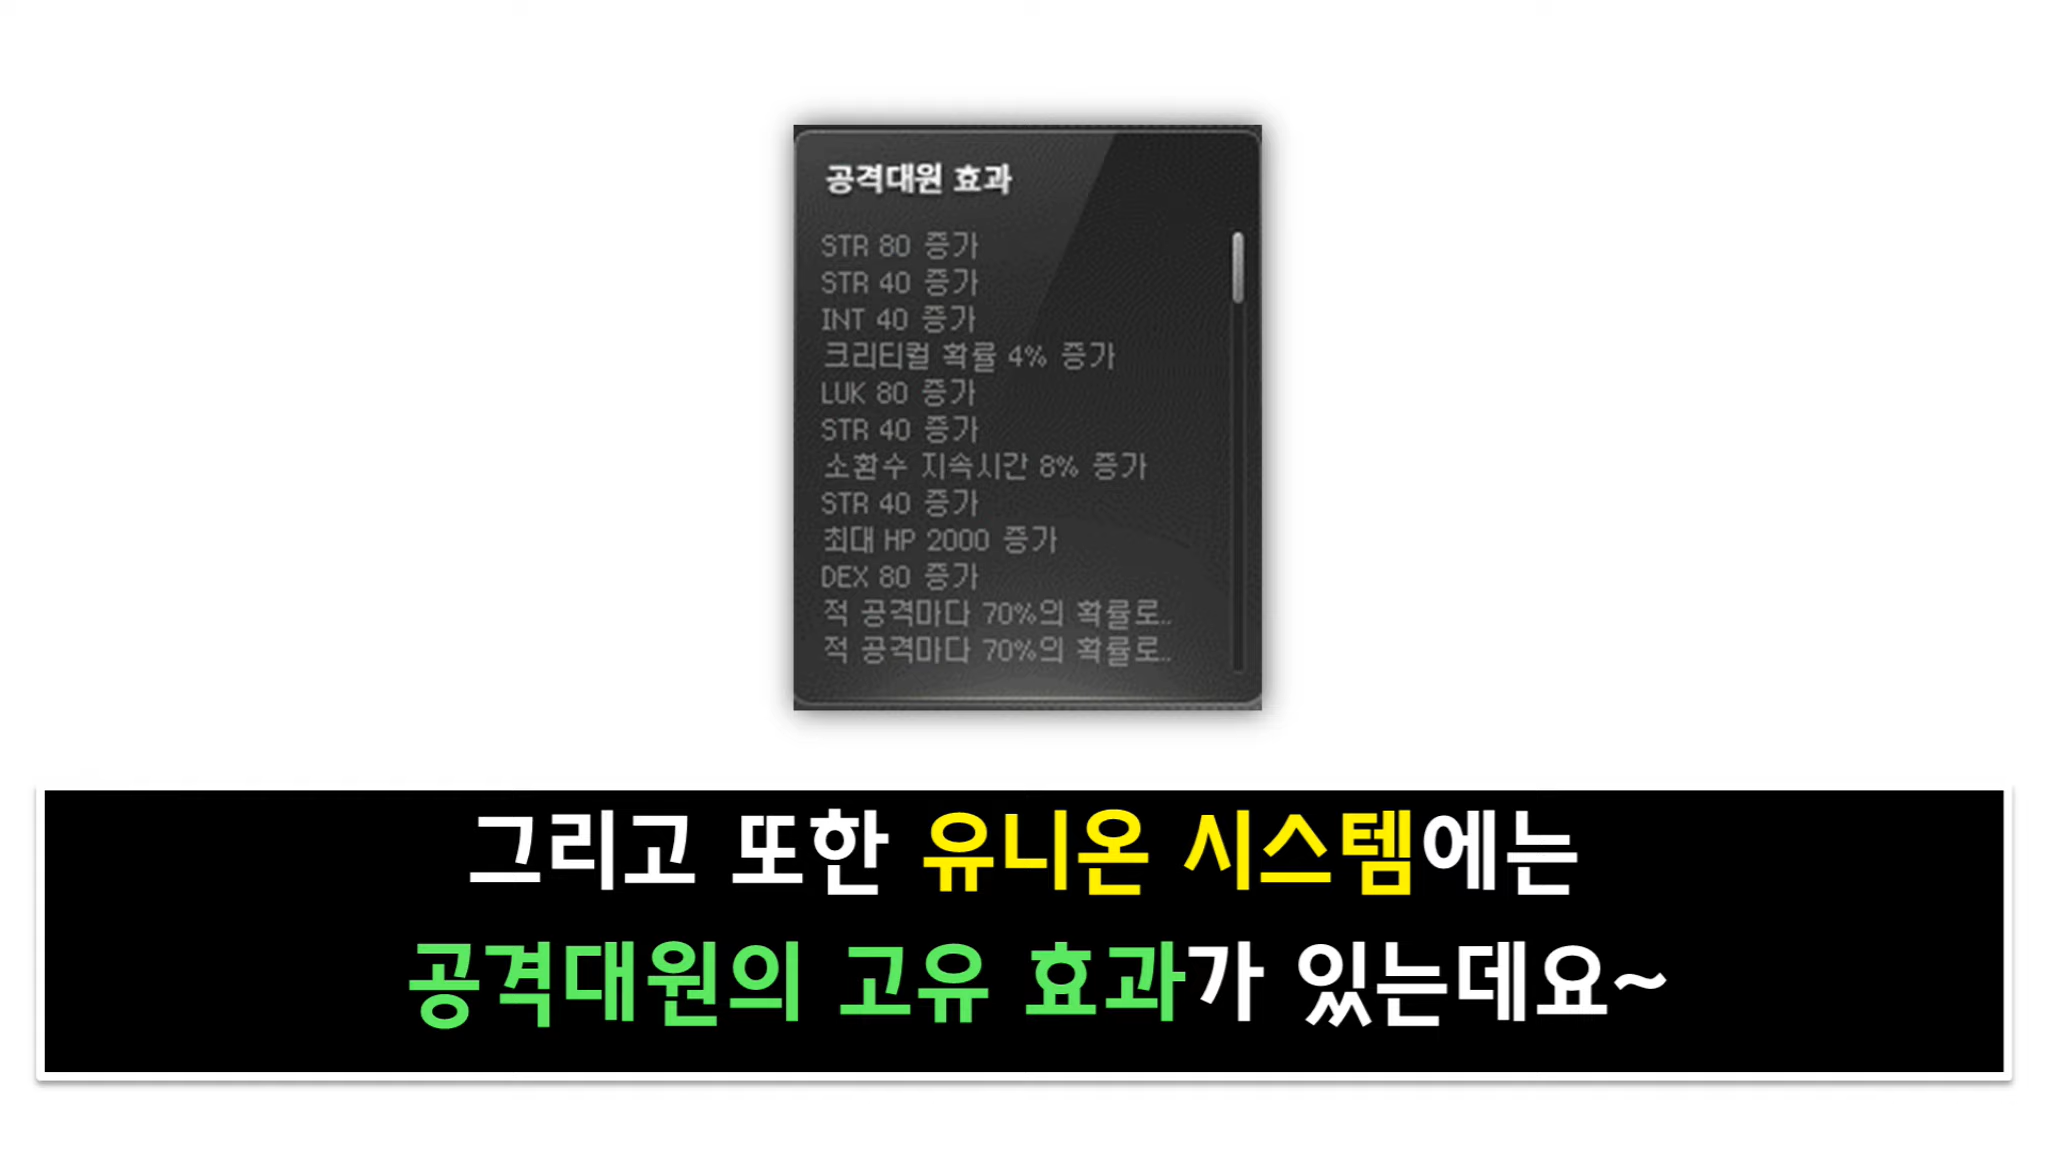 공격대원 효과
STR 80 증가
STR 40 증가
INT 40 증가
크리티컬 확률 4% 증가
LUK 80 증가
STR 40 증가
소환수 지속시간 8% 증가
STR 40 증가
최대 HP 2000 증가
DEX 80 증가
적 공격마다 70%의 확률로..
적 공격마다 70%의 확률로..
그리고 또한 유니온 시스템에는
공격대원의 고유 효과가 있는데요~